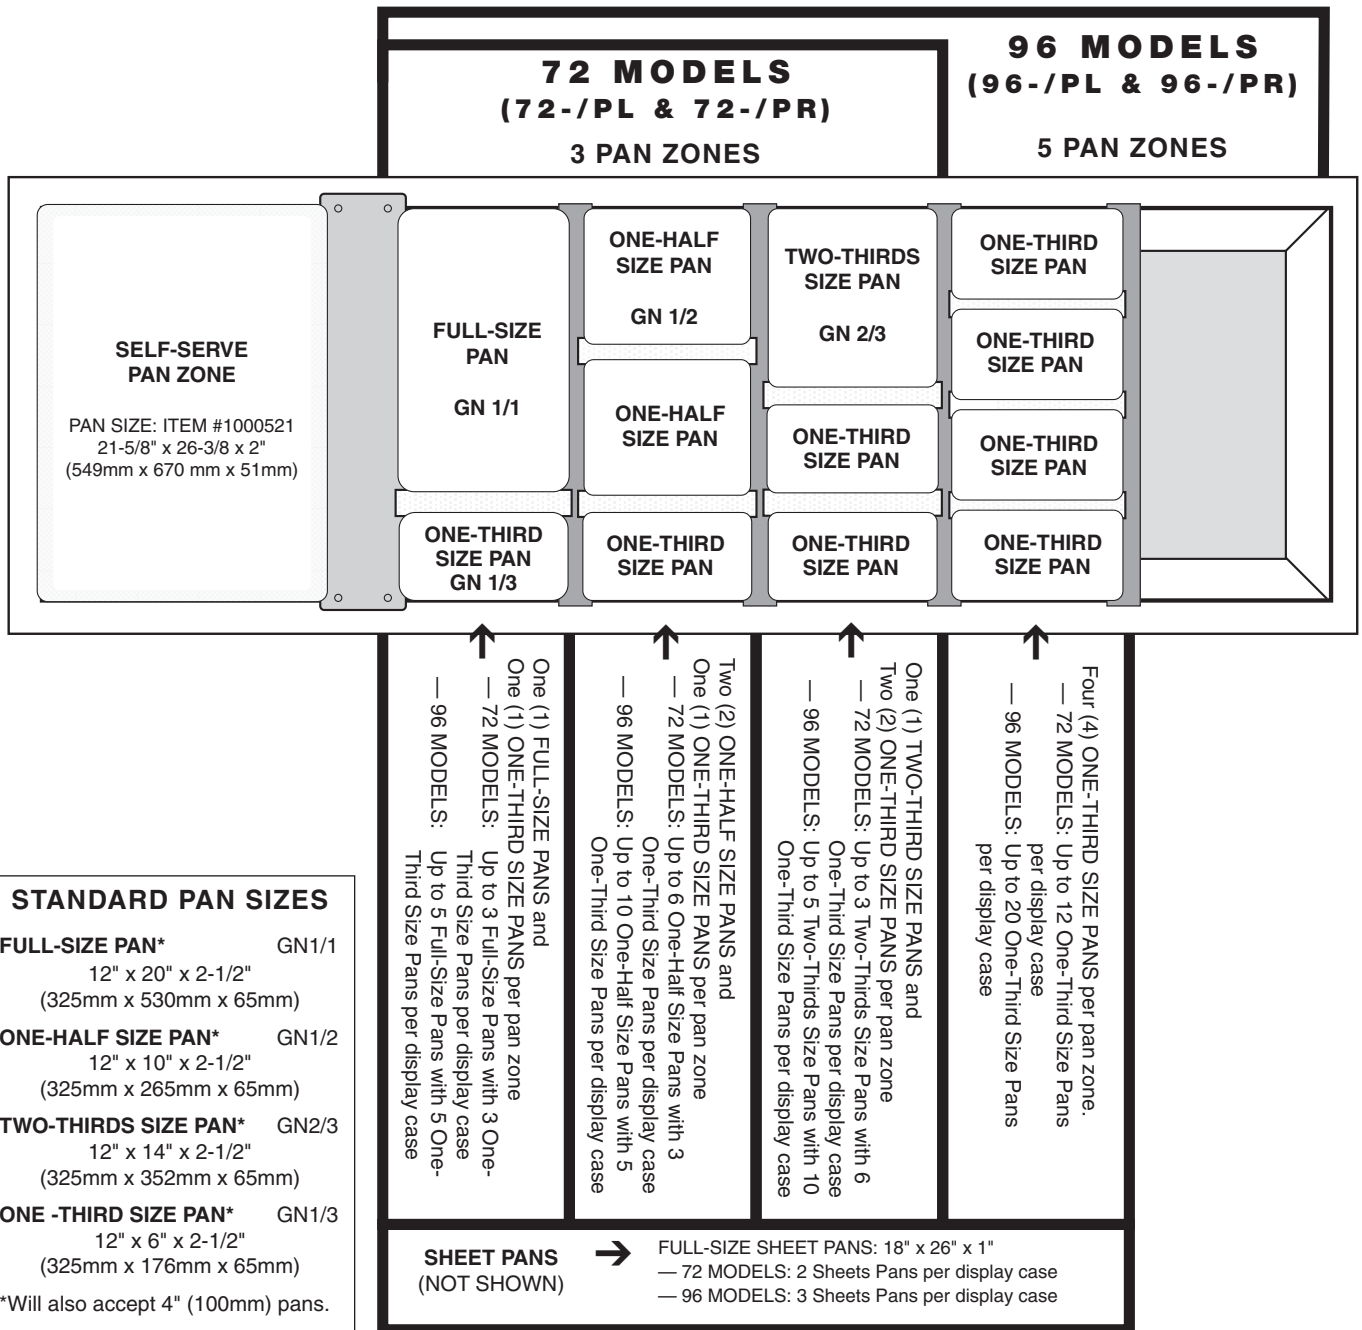 72 MODELS
(72-/PL & 72-/PR)
3 PAN ZONES
96 MODELS
(96-/PL & 96-/PR)
5 PAN ZONES
SELF-SERVE
PAN ZONE
PAN SIZE: ITEM #1000521
21-5/8" x 26-3/8 x 2"
(549mm x 670 mm x 51mm)
FULL-SIZE
PAN
GN 1/1
ONE-THIRD
SIZE PAN
GN 1/3
ONE-HALF
SIZE PAN
GN 1/2
ONE-HALF
SIZE PAN
ONE-THIRD
SIZE PAN
TWO-THIRDS
SIZE PAN
GN 2/3
ONE-THIRD
SIZE PAN
ONE-THIRD
SIZE PAN
ONE-THIRD
SIZE PAN
ONE-THIRD
SIZE PAN
ONE-THIRD
SIZE PAN
ONE-THIRD
SIZE PAN
One (1) FULL-SIZE PANS and
One (1) ONE-THIRD SIZE PANS per pan zone
— 72 MODELS: Up to 3 Full-Size Pans with 3 One-
Third Size Pans per display case
— 96 MODELS: Up to 5 Full-Size Pans with 5 One-
Third Size Pans per display case
Two (2) ONE-HALF SIZE PANS and
One (1) ONE-THIRD SIZE PANS per pan zone
— 72 MODELS: Up to 6 One-Half Size Pans with 3
One-Third Size Pans per display case
— 96 MODELS: Up to 10 One-Half Size Pans with 5
One-Third Size Pans per display case
One (1) TWO-THIRD SIZE PANS and
Two (2) ONE-THIRD SIZE PANS per pan zone
— 72 MODELS: Up to 3 Two-Thirds Size Pans with 6
One-Third Size Pans per display case
— 96 MODELS: Up to 5 Two-Thirds Size Pans with 10
One-Third Size Pans per display case
Four (4) ONE-THIRD SIZE PANS per pan zone.
— 72 MODELS: Up to 12 One-Third Size Pans
per display case
— 96 MODELS: Up to 20 One-Third Size Pans
per display case
STANDARD PAN SIZES
FULL-SIZE PAN* GN1/1
12" x 20" x 2-1/2"
(325mm x 530mm x 65mm)
ONE-HALF SIZE PAN* GN1/2
12" x 10" x 2-1/2"
(325mm x 265mm x 65mm)
TWO-THIRDS SIZE PAN* GN2/3
12" x 14" x 2-1/2"
(325mm x 352mm x 65mm)
ONE -THIRD SIZE PAN* GN1/3
12" x 6" x 2-1/2"
(325mm x 176mm x 65mm)
*Will also accept 4" (100mm) pans.
SHEET PANS
(NOT SHOWN)
FULL-SIZE SHEET PANS: 18" x 26" x 1"
— 72 MODELS: 2 Sheets Pans per display case
— 96 MODELS: 3 Sheets Pans per display case